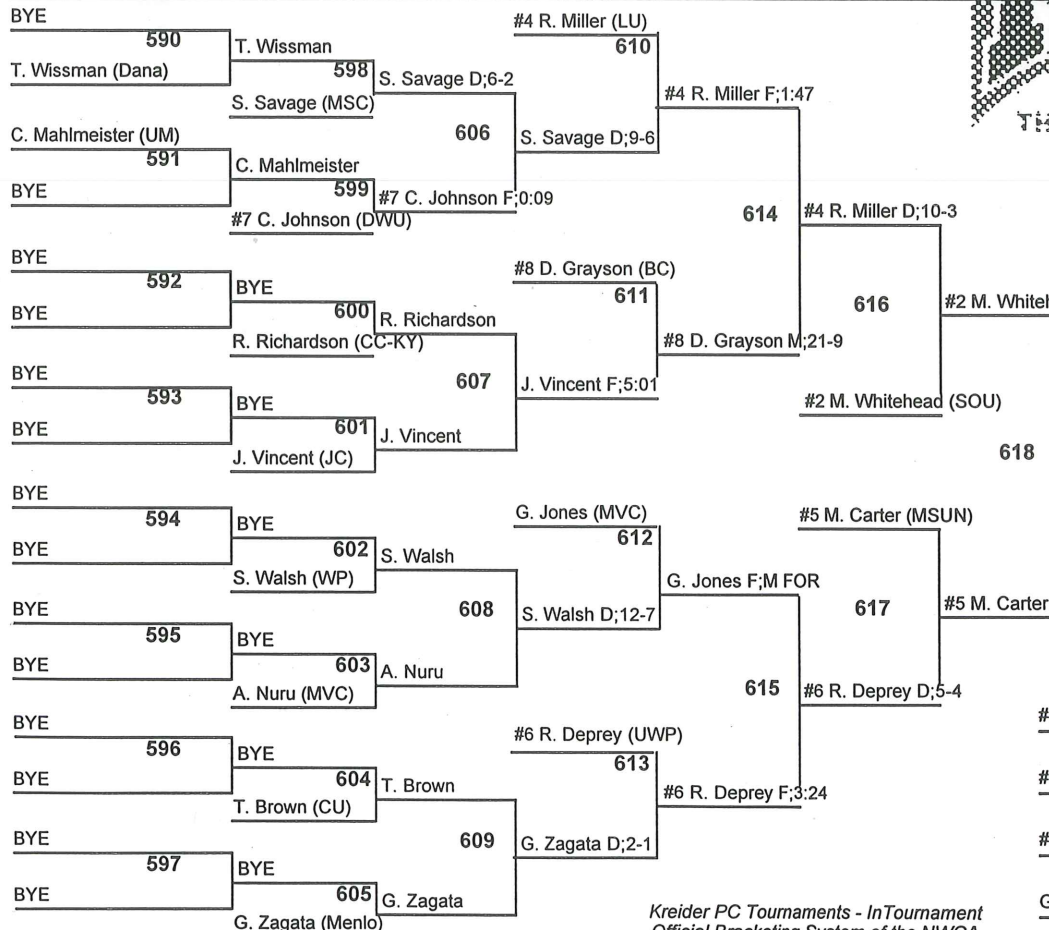 BYE
590
T. Wissman (Dana)
T. Wissman
598
S. Savage (MSC)
S. Savage D;6-2
C. Mahlmeister (UM)
591
BYE
C. Mahlmeister
599
#7 C. Johnson (DWU)
#7 C. Johnson F;0:09
606
S. Savage D;9-6
#4 R. Miller (LU)
610
#4 R. Miller F;1:47
BYE
592
BYE
BYE
600
R. Richardson (CC-KY)
R. Richardson
BYE
593
BYE
BYE
601
J. Vincent (JC)
J. Vincent
607
J. Vincent F;5:01
#8 D. Grayson (BC)
611
#8 D. Grayson M;21-9
614
#4 R. Miller D;10-3
616
#2 M. Whitehead (SOU)
618
BYE
594
BYE
BYE
602
S. Walsh (WP)
S. Walsh
BYE
595
BYE
BYE
603
A. Nuru (MVC)
A. Nuru
608
S. Walsh D;12-7
G. Jones (MVC)
612
G. Jones F;M FOR
BYE
596
BYE
BYE
604
T. Brown (CU)
T. Brown
BYE
597
BYE
BYE
605
G. Zagata (Menlo)
G. Zagata
609
G. Zagata D;2-1
#6 R. Deprey (UWP)
613
#6 R. Deprey F;3:24
615
#6 R. Deprey D;5-4
#5 M. Carter (MSUN)
617
#5 M. Carter
Kreider PC Tournaments - InTournament
Official Bracketing System of the NWCA